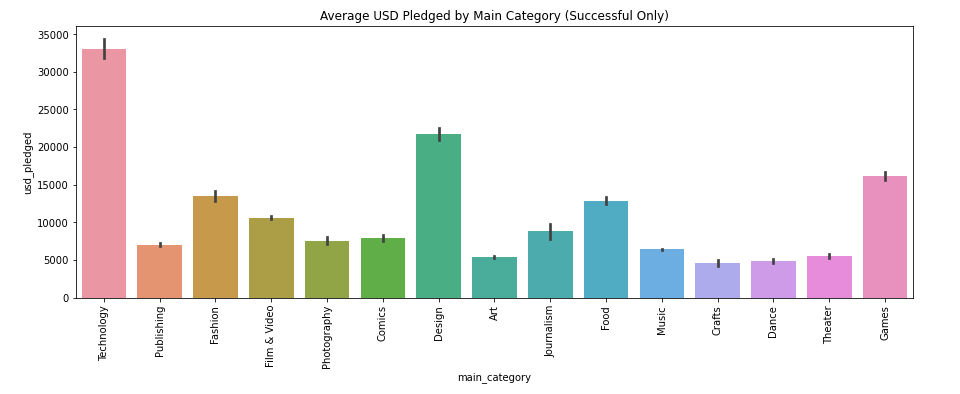 Average USD Pledged by Main Category (Successful Only)
35000
30000
25000
20000
15000
10000
5000
0
usd_pledged
Technology
Publishing
Fashion
Film & Video
Photography
Comics
Design
Art
Journalism
Food
Music
Crafts
Dance
Theater
Games
main_category